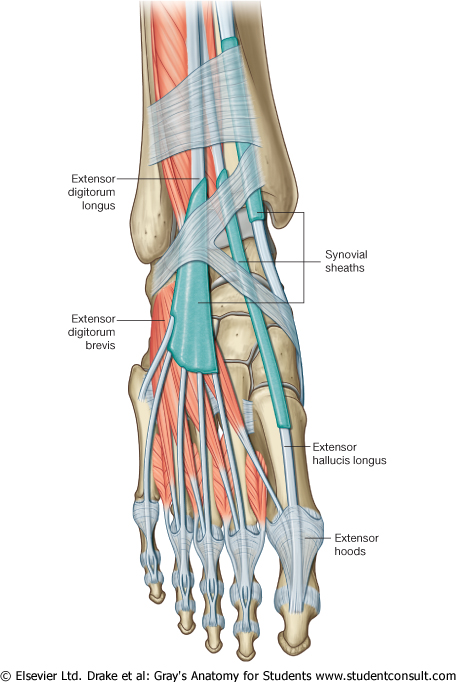 Extensor
digitorum
longus
Synovial
sheaths
Extensor
digitorum
brevis
Extensor
hallucis longus
Extensor
hoods
© Elsevier Ltd. Drake et al: Gray's Anatomy for Students www.studentconsult.com